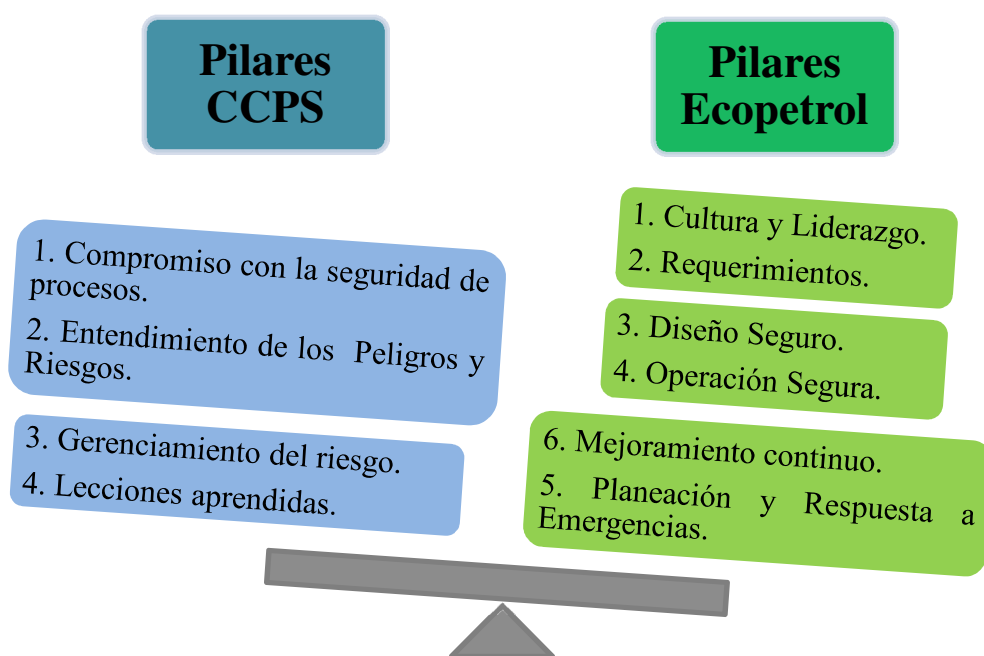 Pilares
CCPS
1. Compromiso con la seguridad de
procesos.
2. Entendimiento de los Peligros y
Riesgos.
3. Gerenciamiento del riesgo.
4. Lecciones aprendidas.
Pilares
Ecopetrol
1. Cultura y Liderazgo.
2. Requerimientos.
3. Diseño Seguro.
4. Operación Segura.
6. Mejoramiento continuo.
5. Planeación y Respuesta a
Emergencias.